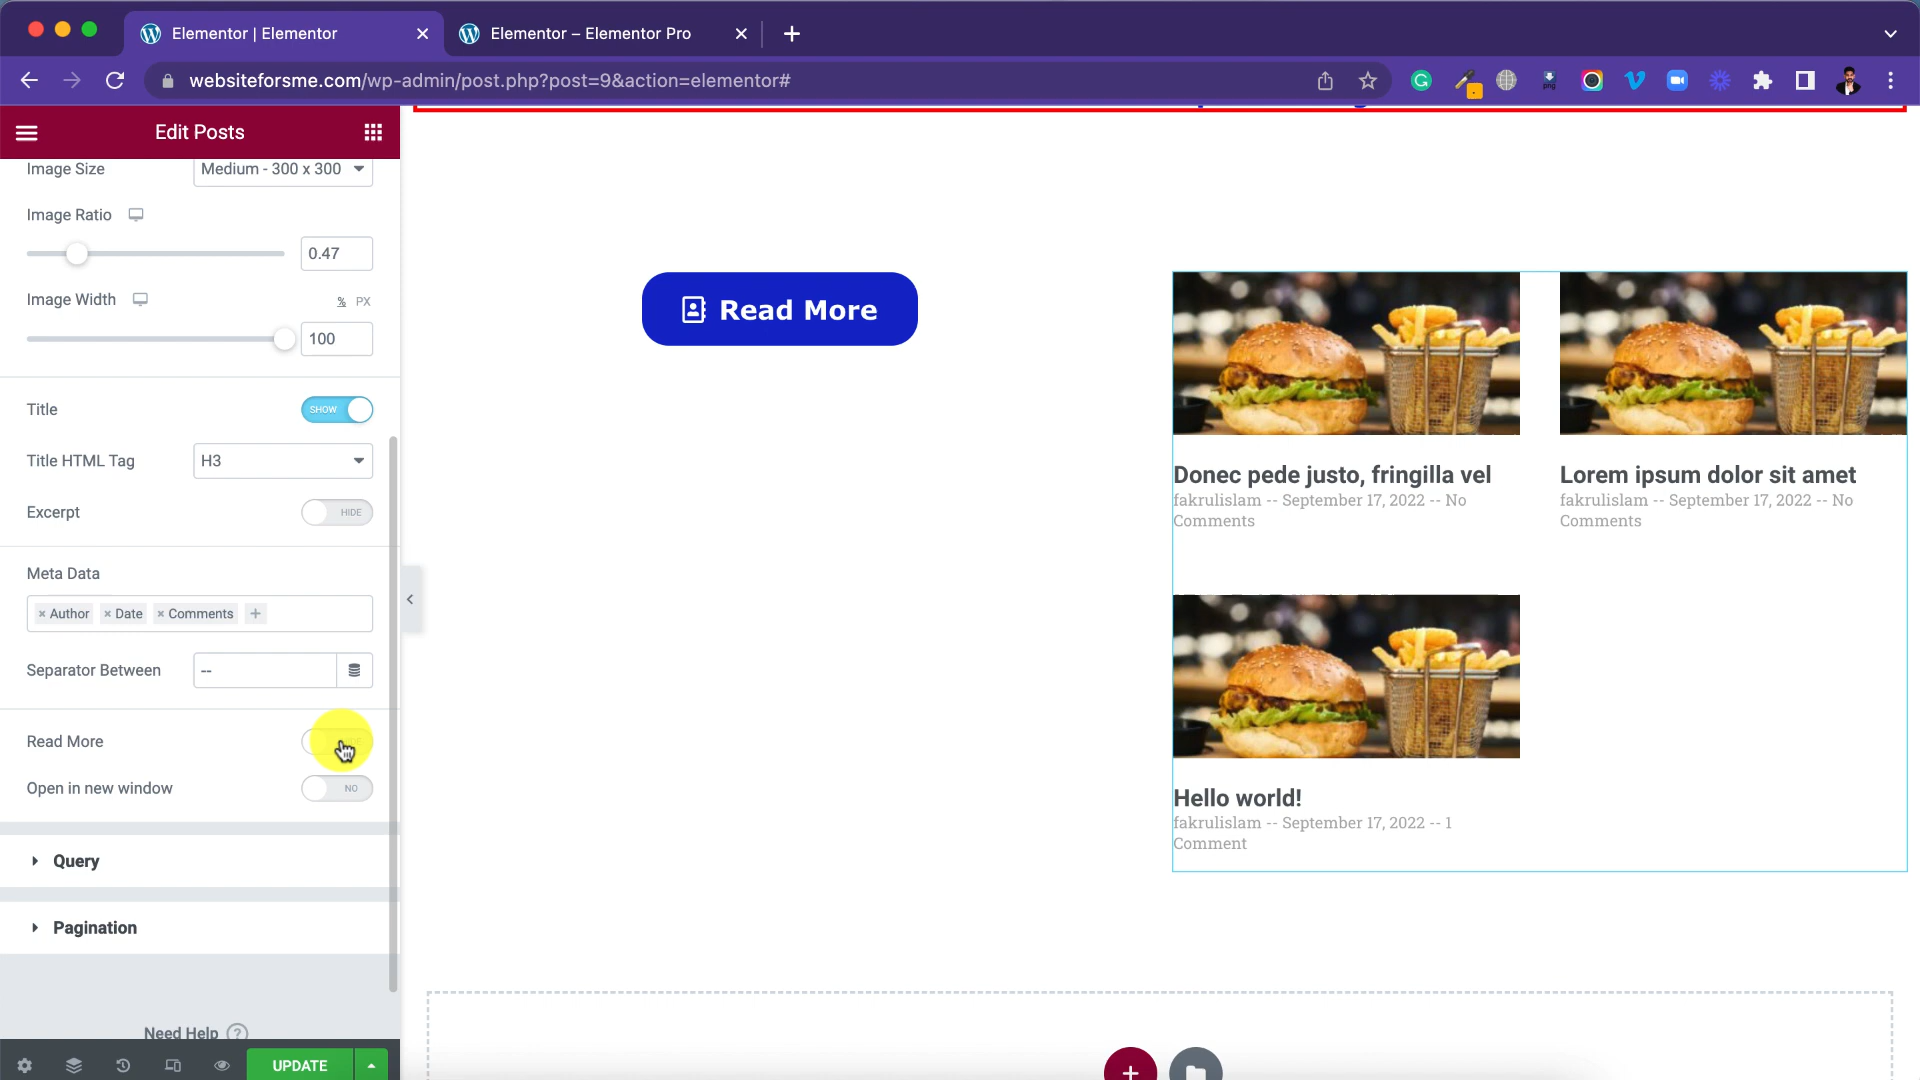 Elementor | Elementor
Elementor – Elementor Pro
websiteforsme.com/wp-admin/post.php?post=9&action=elementor#
Edit Posts
Image Size
Medium - 300 x 300
Image Ratio
0.47
Image Width
% PX
100
Title
SHOW
Title HTML Tag
H3
Excerpt
HIDE
Meta Data
× Author × Date × Comments +
Separator Between
--
Read More
Open in new window
NO
Query
Pagination
Need Help ?
UPDATE
Read More
Donec pede justo, fringilla vel
fakrulislam -- September 17, 2022 -- No
Comments
Lorem ipsum dolor sit amet
fakrulislam -- September 17, 2022 -- No
Comments
Hello world!
fakrulislam -- September 17, 2022 -- 1
Comment